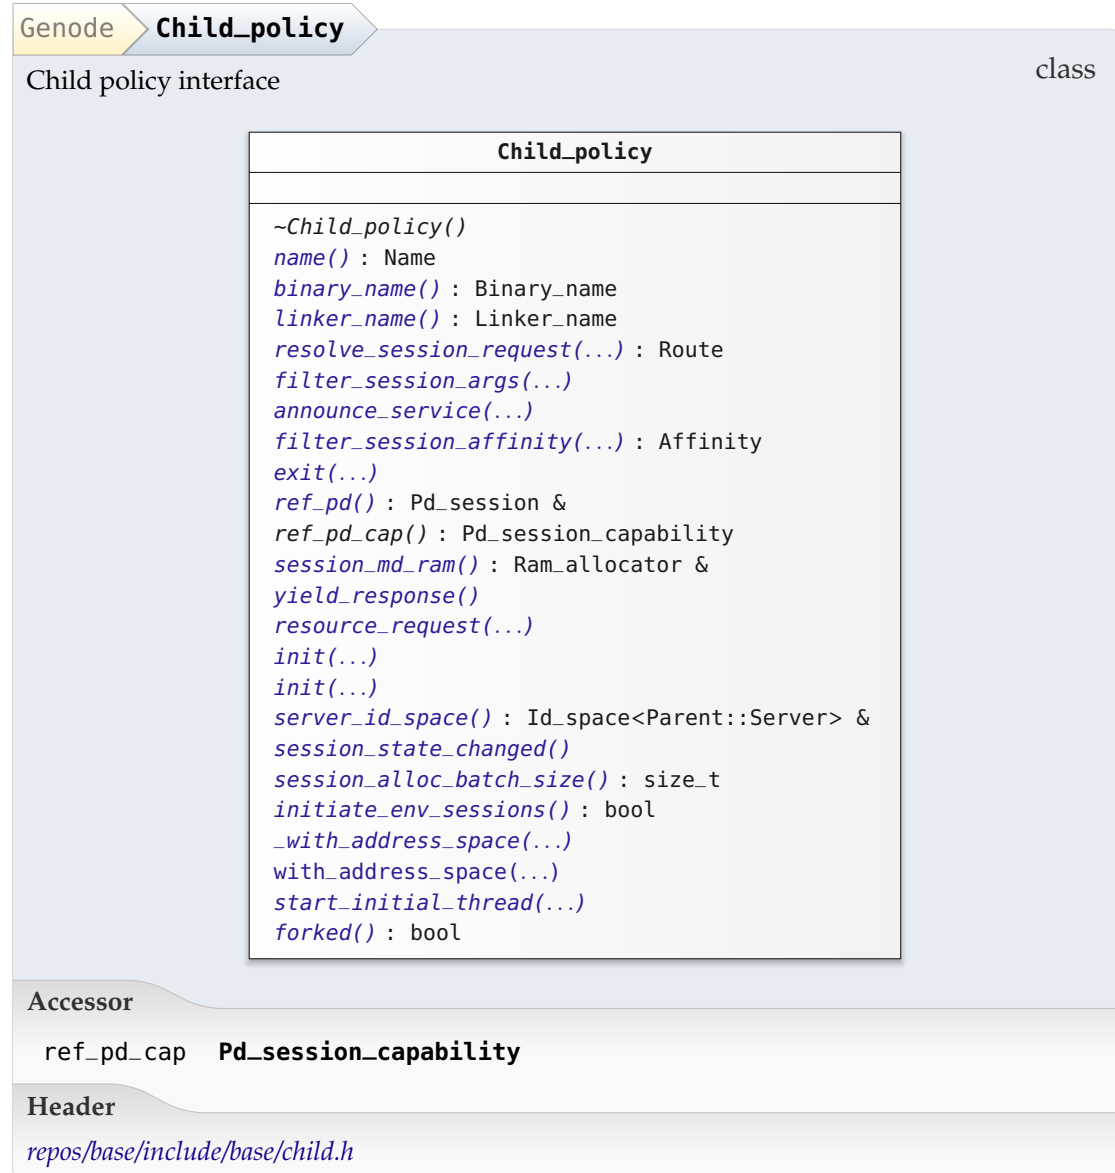 Genode Child_policy
Child policy interface
class
Child_policy
~Child_policy()
name() : Name
binary_name() : Binary_name
linker_name() : Linker_name
resolve_session_request(...) : Route
filter_session_args(...)
announce_service(...)
filter_session_affinity(...) : Affinity
exit(...)
ref_pd() : Pd_session &
ref_pd_cap() : Pd_session_capability
session_md_ram() : Ram_allocator &
yield_response()
resource_request(...)
init(...)
init(...)
server_id_space() : Id_space<Parent::Server> &
session_state_changed()
session_alloc_batch_size() : size_t
initiate_env_sessions() : bool
_with_address_space(...)
with_address_space(...)
start_initial_thread(...)
forked() : bool
Accessor
ref_pd_cap Pd_session_capability
Header
repos/base/include/base/child.h